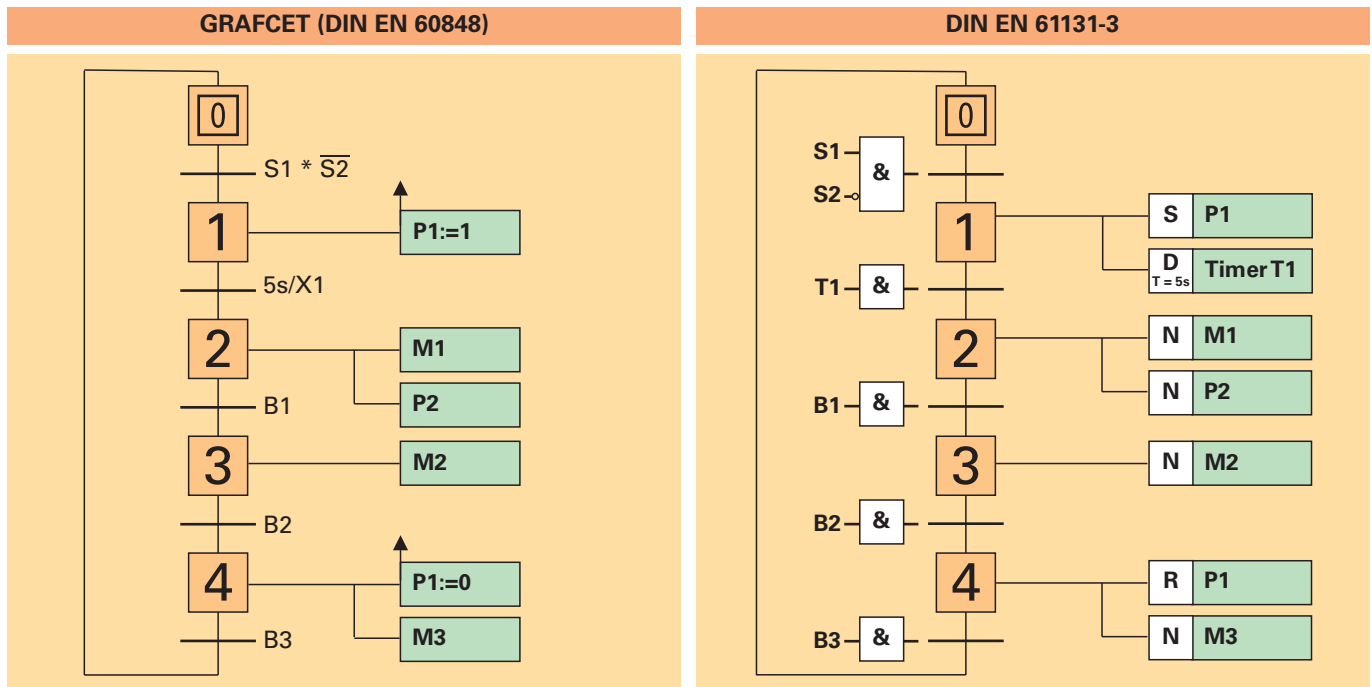 GRAFCET (DIN EN 60848)
0
S1 * S̅2̅
1
P1:=1
5s/X1
2
M1
P2
B1
3
M2
B2
4
P1:=0
M3
B3
DIN EN 61131-3
0
S1
&
S2
1
S P1
D Timer T1
T = 5s
T1 &
2
N M1
N P2
B1 &
3
N M2
B2 &
4
R P1
N M3
B3 &